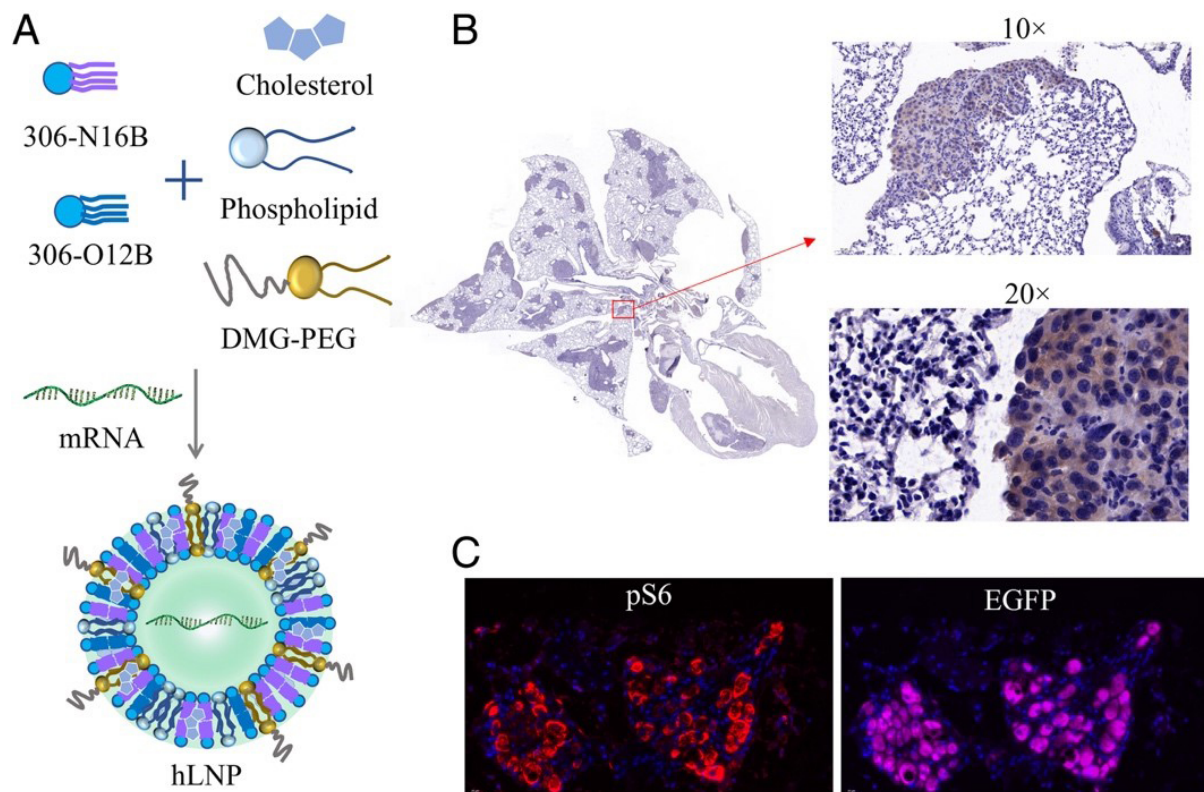 A
Cholesterol
306-N16B
Phospholipid
306-O12B
DMG-PEG
mRNA
hLNP
B
10×
20×
C
pS6
EGFP